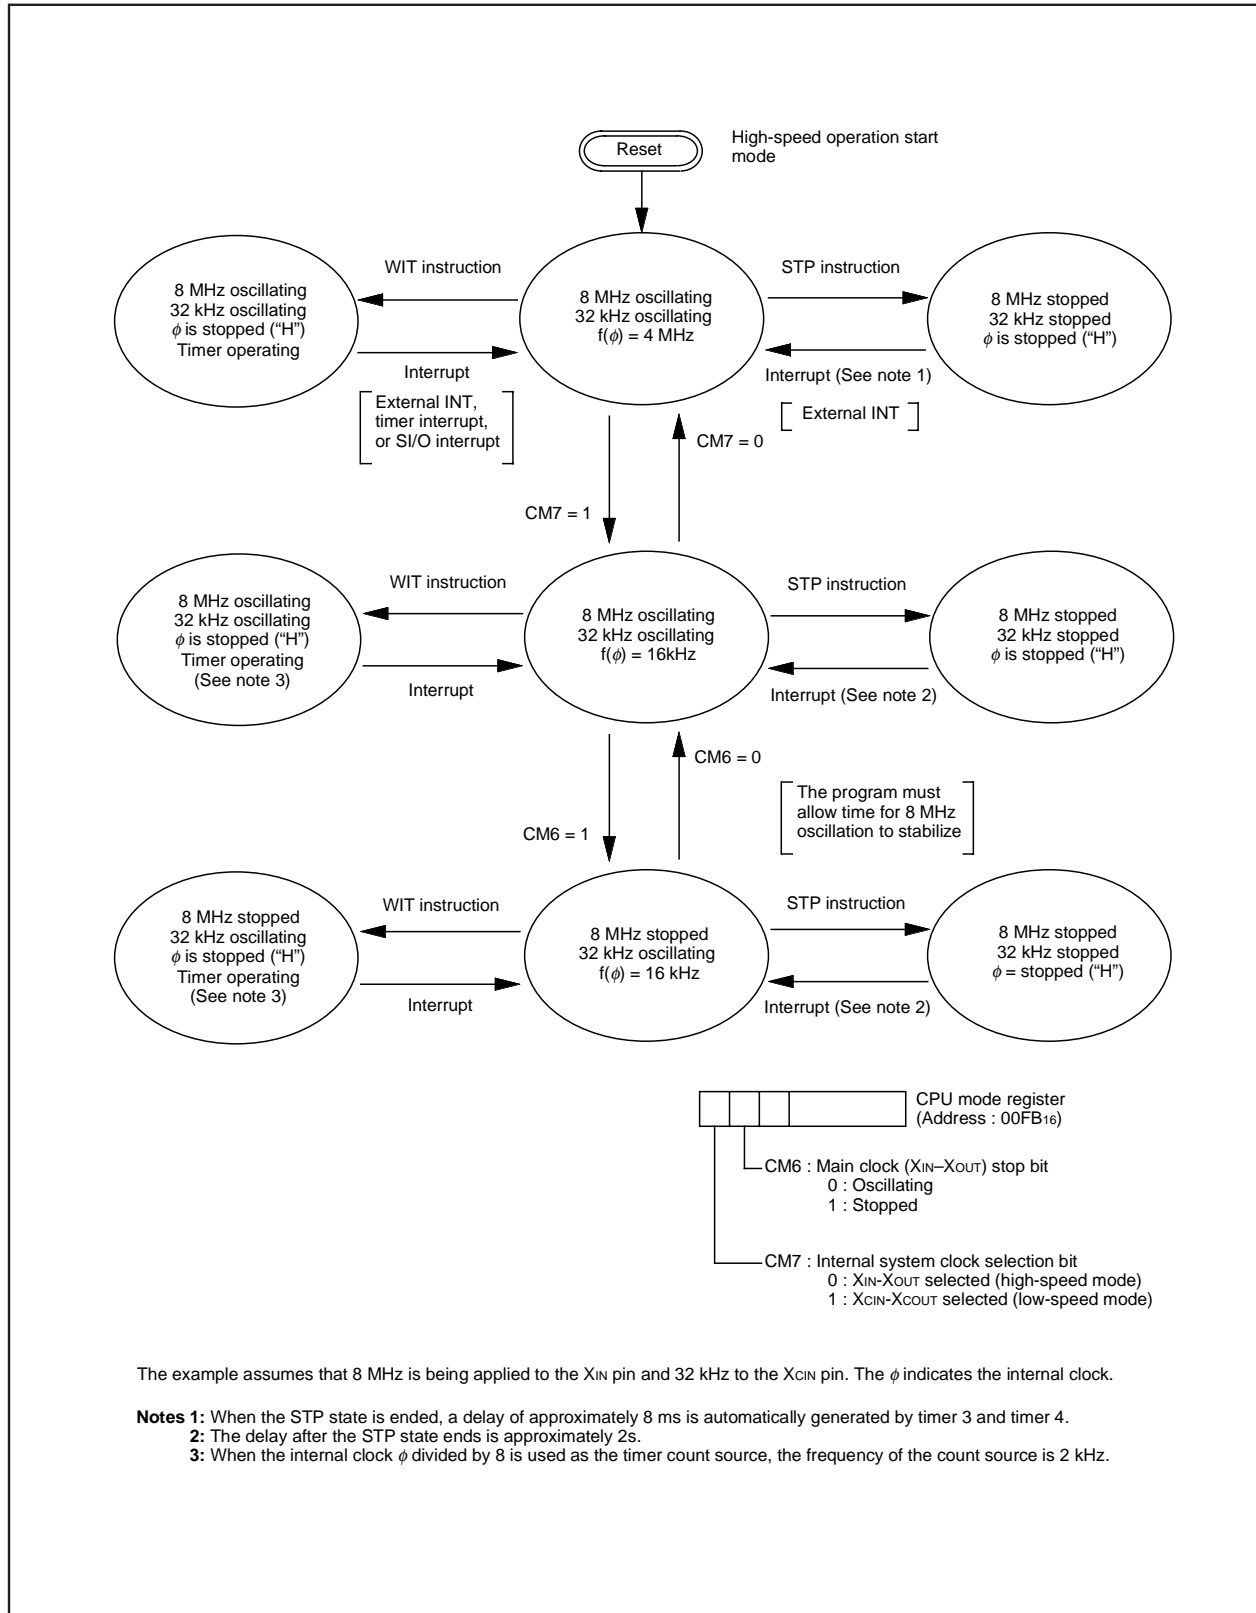 Reset
High-speed operation start
mode
WIT instruction
STP instruction
8 MHz oscillating
32 kHz oscillating
ϕ is stopped (“H”)
Timer operating
8 MHz oscillating
32 kHz oscillating
f(ϕ) = 4 MHz
8 MHz stopped
32 kHz stopped
ϕ is stopped (“H”)
Interrupt
External INT,
timer interrupt,
or SI/O interrupt
Interrupt (See note 1)
External INT
CM7 = 0
CM7 = 1
WIT instruction
STP instruction
8 MHz oscillating
32 kHz oscillating
ϕ is stopped (“H”)
Timer operating
(See note 3)
8 MHz oscillating
32 kHz oscillating
f(ϕ) = 16kHz
8 MHz stopped
32 kHz stopped
ϕ is stopped (“H”)
Interrupt
Interrupt (See note 2)
CM6 = 0
The program must
allow time for 8 MHz
oscillation to stabilize
CM6 = 1
WIT instruction
STP instruction
8 MHz stopped
32 kHz oscillating
ϕ is stopped (“H”)
Timer operating
(See note 3)
8 MHz stopped
32 kHz oscillating
f(ϕ) = 16 kHz
8 MHz stopped
32 kHz stopped
ϕ = stopped (“H”)
Interrupt
Interrupt (See note 2)
CPU mode register
(Address : 00FB16)
CM6 : Main clock (XIN–XOUT) stop bit
0 : Oscillating
1 : Stopped
CM7 : Internal system clock selection bit
0 : XIN-XOUT selected (high-speed mode)
1 : XCIN-XCOUT selected (low-speed mode)
The example assumes that 8 MHz is being applied to the XIN pin and 32 kHz to the XCIN pin. The ϕ indicates the internal clock.
Notes 1: When the STP state is ended, a delay of approximately 8 ms is automatically generated by timer 3 and timer 4.
2: The delay after the STP state ends is approximately 2s.
3: When the internal clock ϕ divided by 8 is used as the timer count source, the frequency of the count source is 2 kHz.